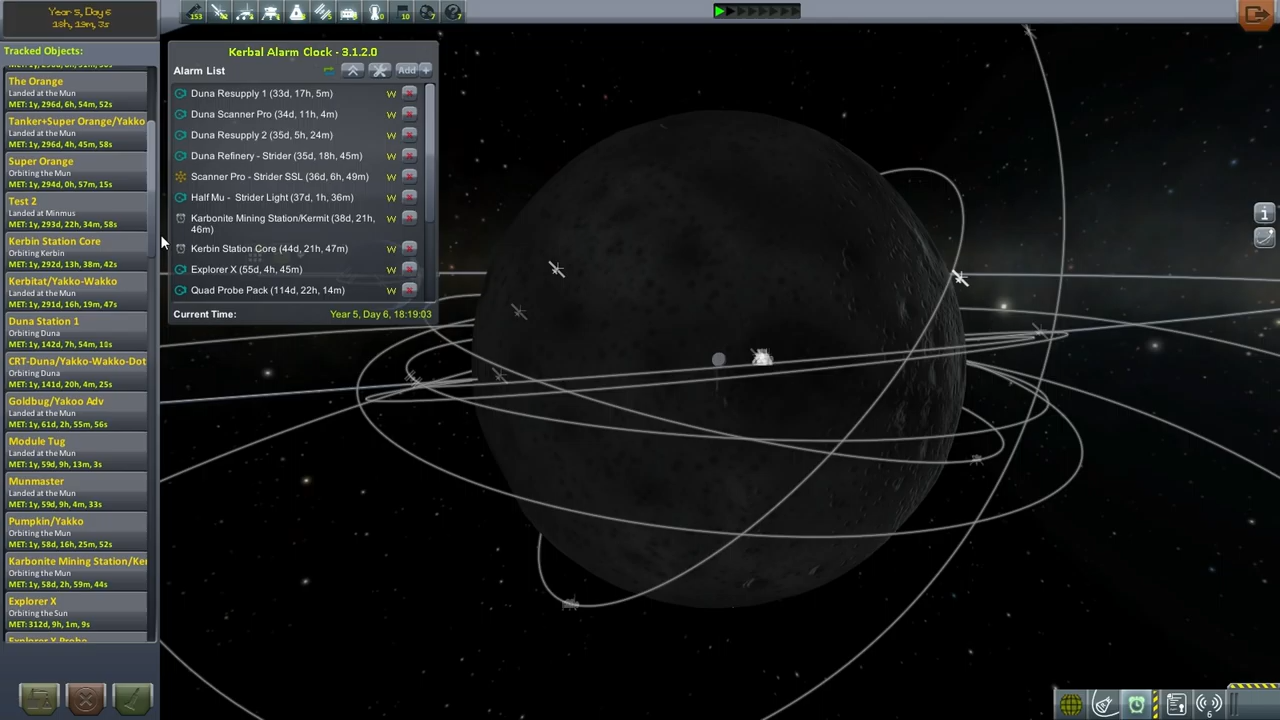 Year 5, Day 6
18h, 19m, 3s
153
10
7
7
Tracked Objects:
The Orange
Landed at the Mun
MET: 1y, 296d, 6h, 54m, 52s
Tanker+Super Orange/Yakko
Landed at the Mun
MET: 1y, 296d, 4h, 45m, 58s
Super Orange
Orbiting the Mun
MET: 1y, 294d, 0h, 57m, 15s
Test 2
Landed at Minmus
MET: 1y, 293d, 22h, 34m, 58s
Kerbin Station Core
Orbiting Kerbin
MET: 1y, 292d, 13h, 38m, 42s
Kerbitat/Yakko-Wakko
Landed at the Mun
MET: 1y, 291d, 16h, 19m, 47s
Duna Station 1
Orbiting Duna
MET: 1y, 142d, 7h, 54m, 10s
CRT-Duna/Yakko-Wakko-Dot
Orbiting Duna
MET: 1y, 141d, 20h, 4m, 25s
Goldbug/Yakoo Adv
Landed at the Mun
MET: 1y, 61d, 2h, 55m, 56s
Module Tug
Landed at the Mun
MET: 1y, 59d, 9h, 13m, 3s
Munmaster
Landed at the Mun
MET: 1y, 59d, 9h, 4m, 33s
Pumpkin/Yakko
Orbiting the Mun
MET: 1y, 58d, 16h, 25m, 52s
Karbonite Mining Station/Ker
Orbiting the Mun
MET: 1y, 58d, 2h, 59m, 44s
Explorer X
Orbiting the Sun
MET: 312d, 9h, 1m, 9s
Explorer X Probe
Kerbal Alarm Clock - 3.1.2.0
Alarm List
Add +
Duna Resupply 1 (33d, 17h, 5m) W
Duna Scanner Pro (34d, 11h, 4m) W
Duna Resupply 2 (35d, 5h, 24m) W
Duna Refinery - Strider (35d, 18h, 45m) W
Scanner Pro - Strider SSL (36d, 6h, 49m) W
Half Mu - Strider Light (37d, 1h, 36m) W
Karbonite Mining Station/Kermit (38d, 21h, W
46m)
Kerbin Station Core (44d, 21h, 47m) W
Explorer X (55d, 4h, 45m) W
Quad Probe Pack (114d, 22h, 14m) W
Current Time: Year 5, Day 6, 18:19:03
i
6